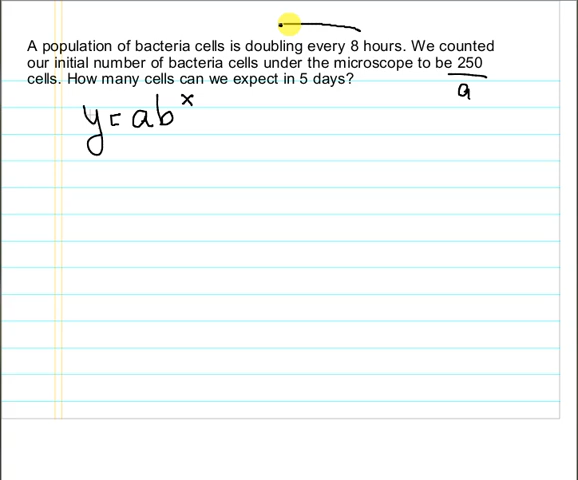 A population of bacteria cells is doubling every 8 hours. We counted
our initial number of bacteria cells under the microscope to be 250
cells. How many cells can we expect in 5 days?
a
y = ab^x